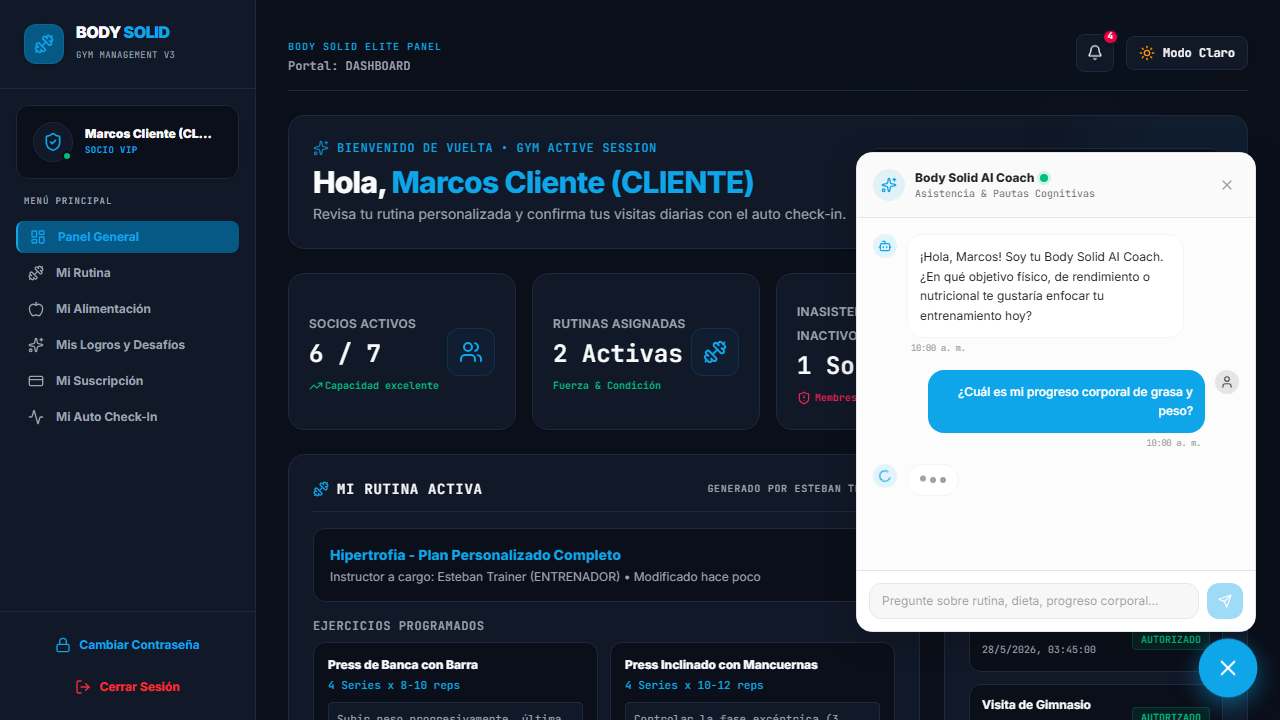 BODY SOLID
GYM MANAGEMENT V3
Marcos Cliente (CL...
SOCIO VIP
MENÚ PRINCIPAL
Panel General
Mi Rutina
Mi Alimentación
Mis Logros y Desafíos
Mi Suscripción
Mi Auto Check-in
Cambiar Contraseña
Cerrar Sesión
BODY SOLID ELITE PANEL
Portal: DASHBOARD
4
Modo Claro
BIENVENIDO DE VUELTA • GYM ACTIVE SESSION
Hola, Marcos Cliente (CLIENTE)
Revisa tu rutina personalizada y confirma tus visitas diarias con el auto check-in.
SOCIOS ACTIVOS
6 / 7
Capacidad excelente
RUTINAS ASIGNADAS
2 Activas
Fuerza & Condición
INACTIVO
1 So
Membres
MI RUTINA ACTIVA
GENERADO POR ESTEBAN
Hipertrofia - Plan Personalizado Completo
Instructor a cargo: Esteban Trainer (ENTRENADOR) • Modificado hace poco
EJERCICIOS PROGRAMADOS
Press de Banca con Barra
4 Series x 8-10 reps
Subir peso progresivamente, última
Press Inclinado con Mancuernas
4 Series x 10-12 reps
Controlar la fase excéntrica (3
Body Solid AI Coach
Asistencia & Pautas Cognitivas
¡Hola, Marcos! Soy tu Body Solid AI Coach.
¿En qué objetivo físico, de rendimiento o
nutricional te gustaría enfocar tu
entrenamiento hoy?
10:00 a. m.
¿Cuál es mi progreso corporal de grasa y
peso?
10:00 a. m.
Pregunte sobre rutina, dieta, progreso corporal...
AUTORIZADO
28/5/2026, 03:45:00
Visita de Gimnasio
AUTORIZADO